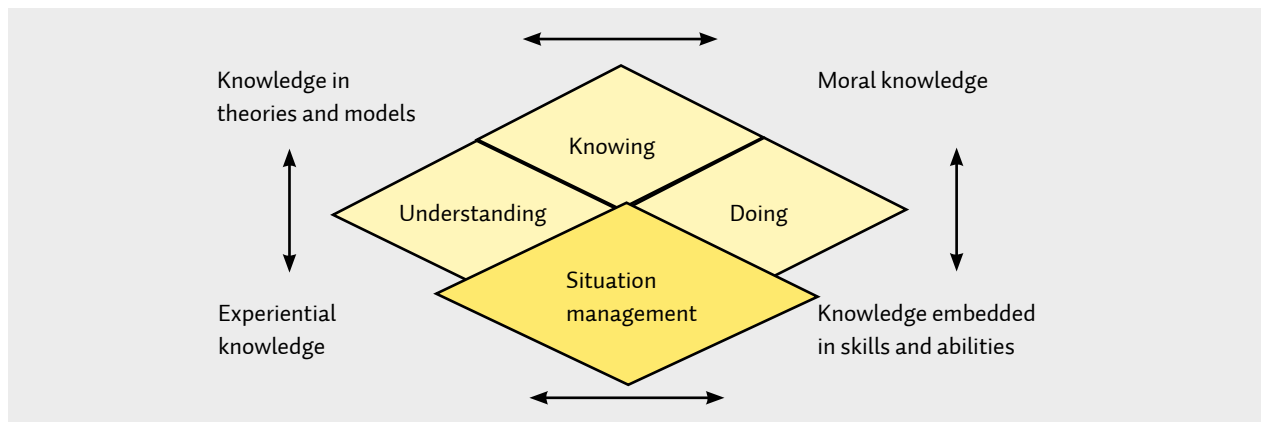 Knowledge in
theories and models
Moral knowledge
Knowing
Understanding
Doing
Situation
management
Experiential
knowledge
Knowledge embedded
in skills and abilities